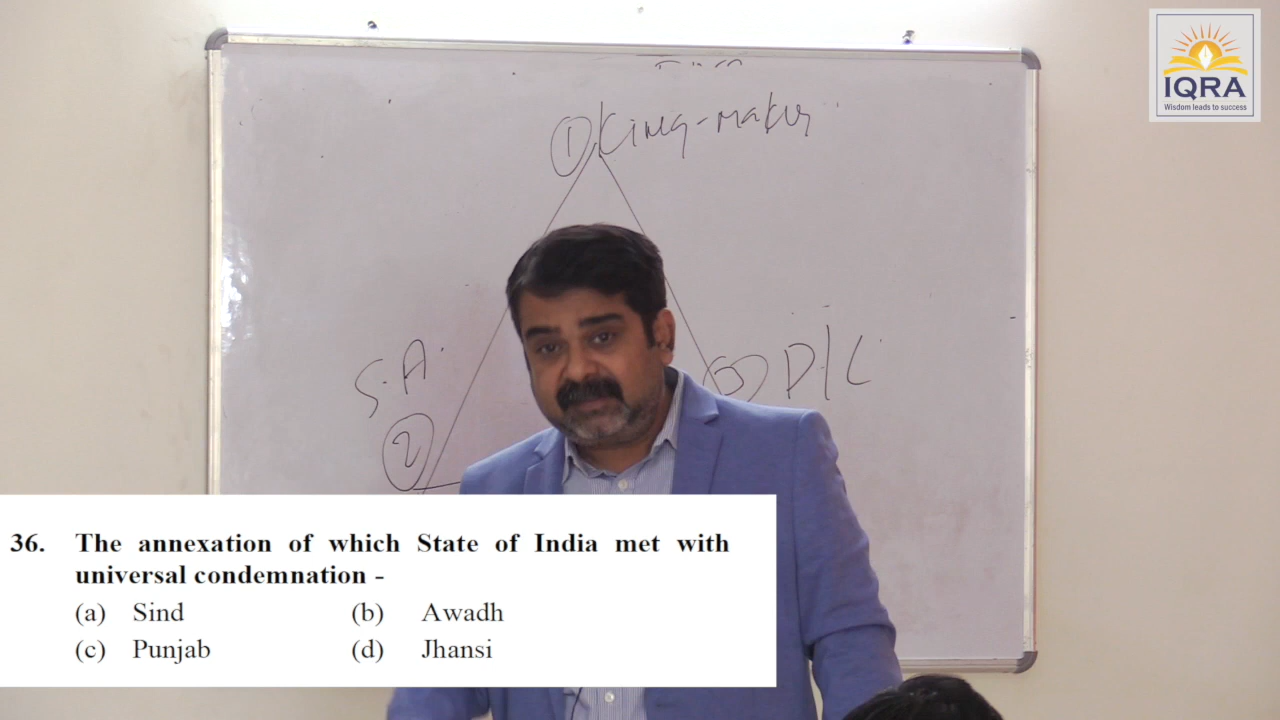 IQRA
Wisdom leads to success
① King-maker
S.A.
②
③ D/C
36. The annexation of which State of India met with
universal condemnation -
(a) Sind (b) Awadh
(c) Punjab (d) Jhansi